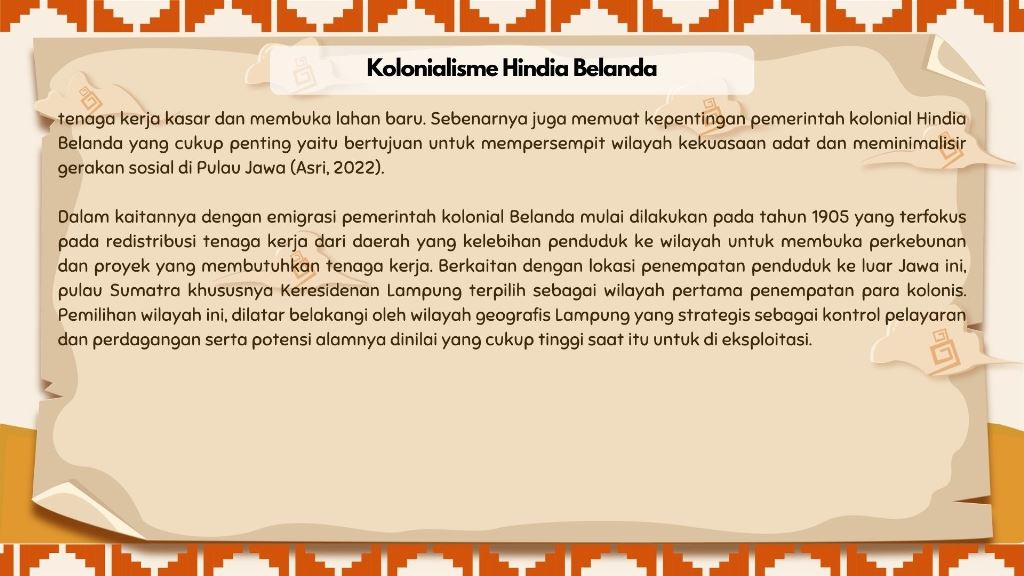 Kolonialisme Hindia Belanda
tenaga kerja kasar dan membuka lahan baru. Sebenarnya juga memuat kepentingan pemerintah kolonial Hindia
Belanda yang cukup penting yaitu bertujuan untuk mempersempit wilayah kekuasaan adat dan meminimalisir
gerakan sosial di Pulau Jawa (Asri, 2022).
Dalam kaitannya dengan emigrasi pemerintah kolonial Belanda mulai dilakukan pada tahun 1905 yang terfokus
pada redistribusi tenaga kerja dari daerah yang kelebihan penduduk ke wilayah untuk membuka perkebunan
dan proyek yang membutuhkan tenaga kerja. Berkaitan dengan lokasi penempatan penduduk ke luar Jawa ini,
pulau Sumatra khususnya Keresidenan Lampung terpilih sebagai wilayah pertama penempatan para kolonis.
Pemilihan wilayah ini, dilatar belakangi oleh wilayah geografis Lampung yang strategis sebagai kontrol pelayaran
dan perdagangan serta potensi alamnya dinilai yang cukup tinggi saat itu untuk di eksploitasi.